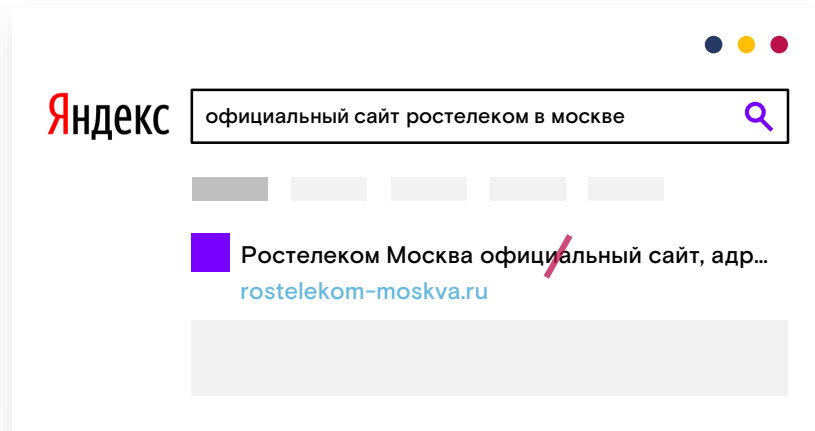 Яндекс
официальный сайт ростелеком в москве
Ростелеком Москва официальный сайт, адр...
rostelekom-moskva.ru